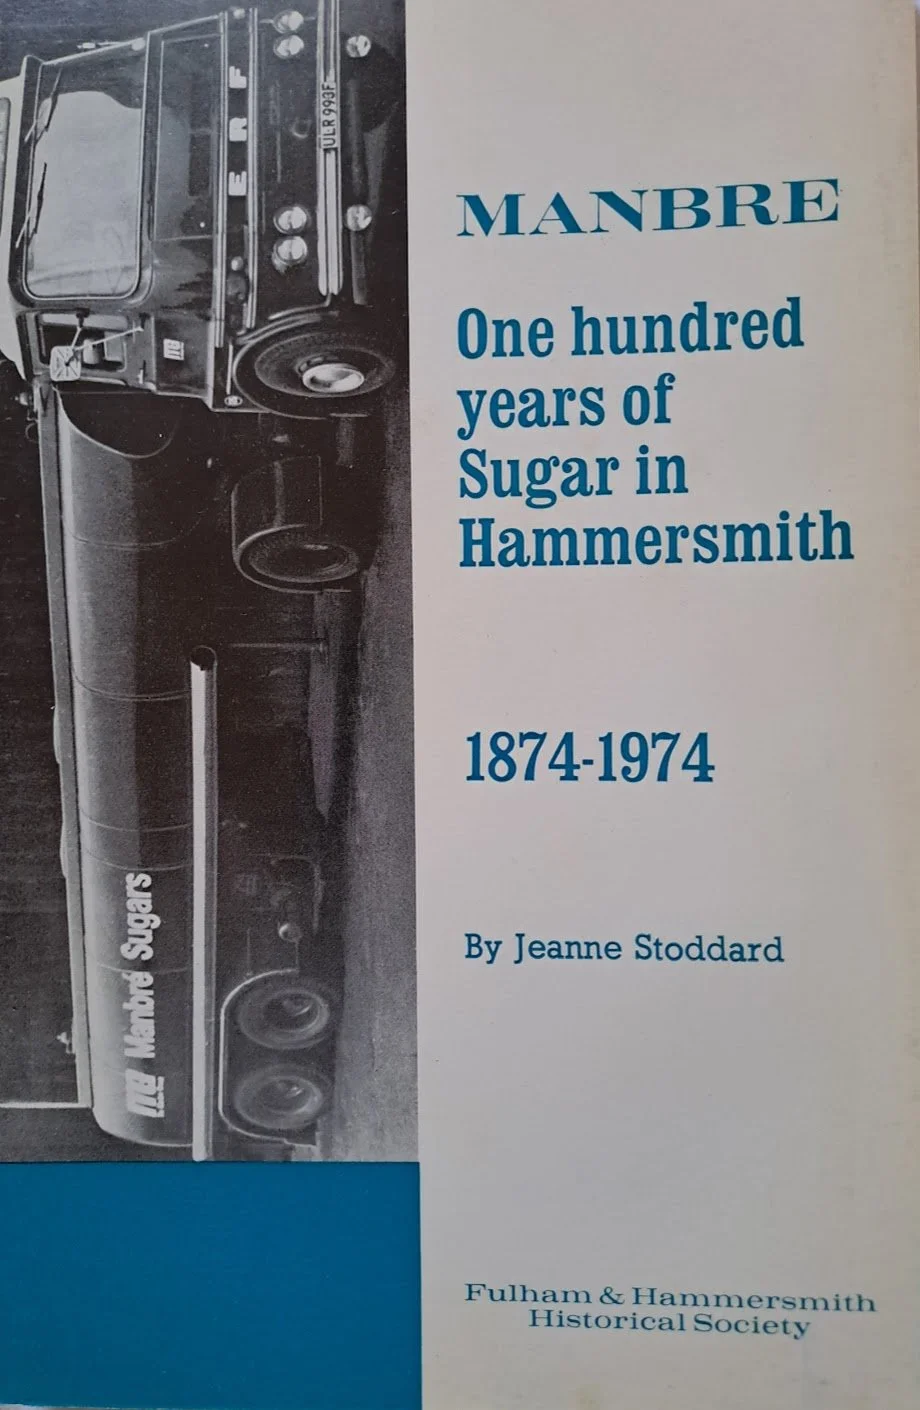 MANBRE
One hundred
years of
Sugar in
Hammersmith
1874-1974
By Jeanne Stoddard
Fulham & Hammersmith
Historical Society
ERF
ULR 993F
Manbré Sugars